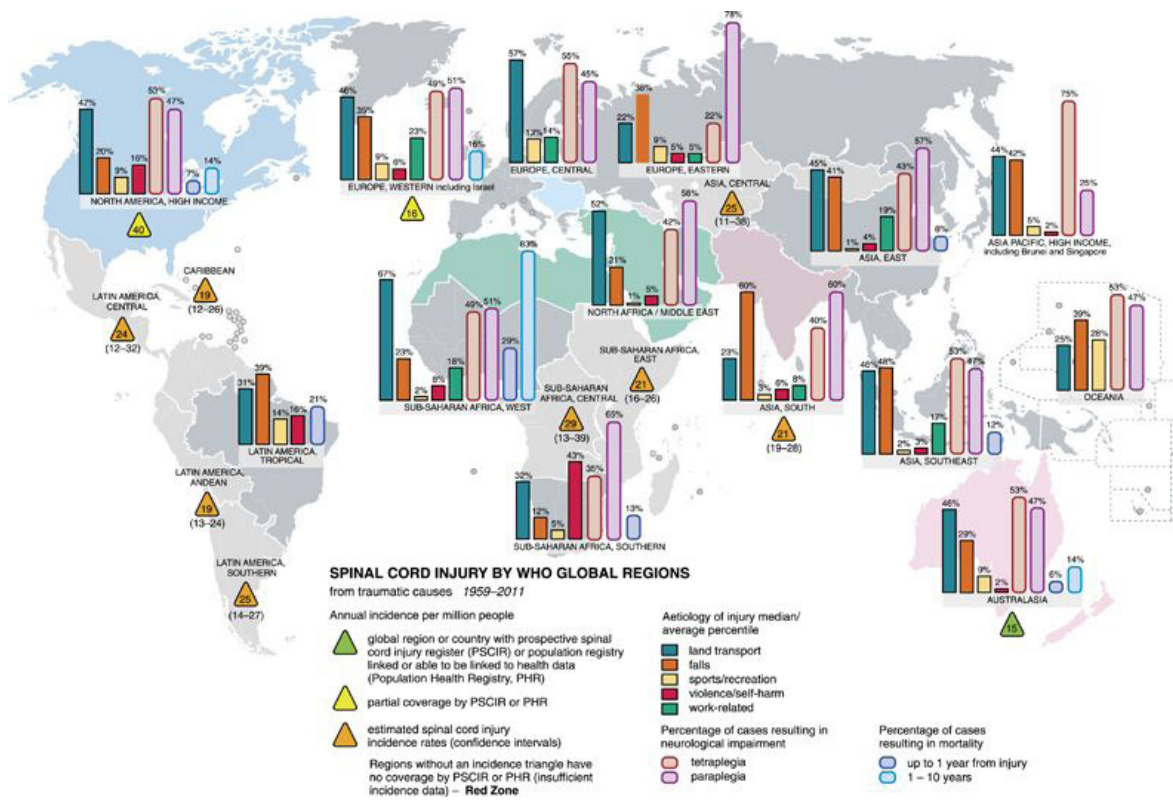 47%
20%
9%
16%
53%
47%
7%
14%
NORTH AMERICA, HIGH INCOME
40
46%
35%
9%
6%
23%
49%
51%
16%
EUROPE, WESTERN including Israel
16
57%
13%
14%
55%
45%
EUROPE, CENTRAL
22%
38%
9%
5%
5%
22%
78%
EUROPE, EASTERN
ASIA, CENTRAL
25
(11–38)
45%
41%
1%
4%
19%
43%
57%
ASIA, EAST
44%
42%
5%
2%
75%
25%
ASIA PACIFIC, HIGH INCOME,
including Brunei and Singapore
CARIBBEAN
19
(12–26)
LATIN AMERICA,
CENTRAL
24
(12–32)
67%
23%
2%
8%
18%
49%
51%
29%
83%
SUB-SAHARAN AFRICA, WEST
52%
21%
1%
5%
42%
58%
NORTH AFRICA / MIDDLE EAST
SUB-SAHARAN AFRICA,
EAST
21
(16–26)
SUB-SAHARAN
AFRICA, CENTRAL
29
(13–39)
23%
60%
3%
6%
8%
40%
60%
ASIA, SOUTH
21
(19–28)
46%
48%
2%
3%
17%
53%
47%
12%
ASIA, SOUTHEAST
25%
39%
28%
53%
47%
OCEANIA
31%
39%
14%
16%
21%
LATIN AMERICA,
TROPICAL
LATIN AMERICA,
ANDEAN
19
(13–24)
LATIN AMERICA,
SOUTHERN
25
(14–27)
32%
12%
5%
43%
35%
65%
13%
SUB-SAHARAN AFRICA, SOUTHERN
46%
29%
9%
2%
53%
47%
6%
14%
AUSTRALASIA
15
SPINAL CORD INJURY BY WHO GLOBAL REGIONS
from traumatic causes 1959–2011
Annual incidence per million people
global region or country with prospective spinal
cord injury register (PSCIR) or population registry
linked or able to be linked to health data
(Population Health Registry, PHR)
partial coverage by PSCIR or PHR
estimated spinal cord injury
incidence rates (confidence intervals)
Regions without an incidence triangle have
no coverage by PSCIR or PHR (insufficient
incidence data) – Red Zone
Aetiology of injury median/
average percentile
land transport
falls
sports/recreation
violence/self-harm
work-related
Percentage of cases resulting in
neurological impairment
tetraplegia
paraplegia
Percentage of cases
resulting in mortality
up to 1 year from injury
1 – 10 years